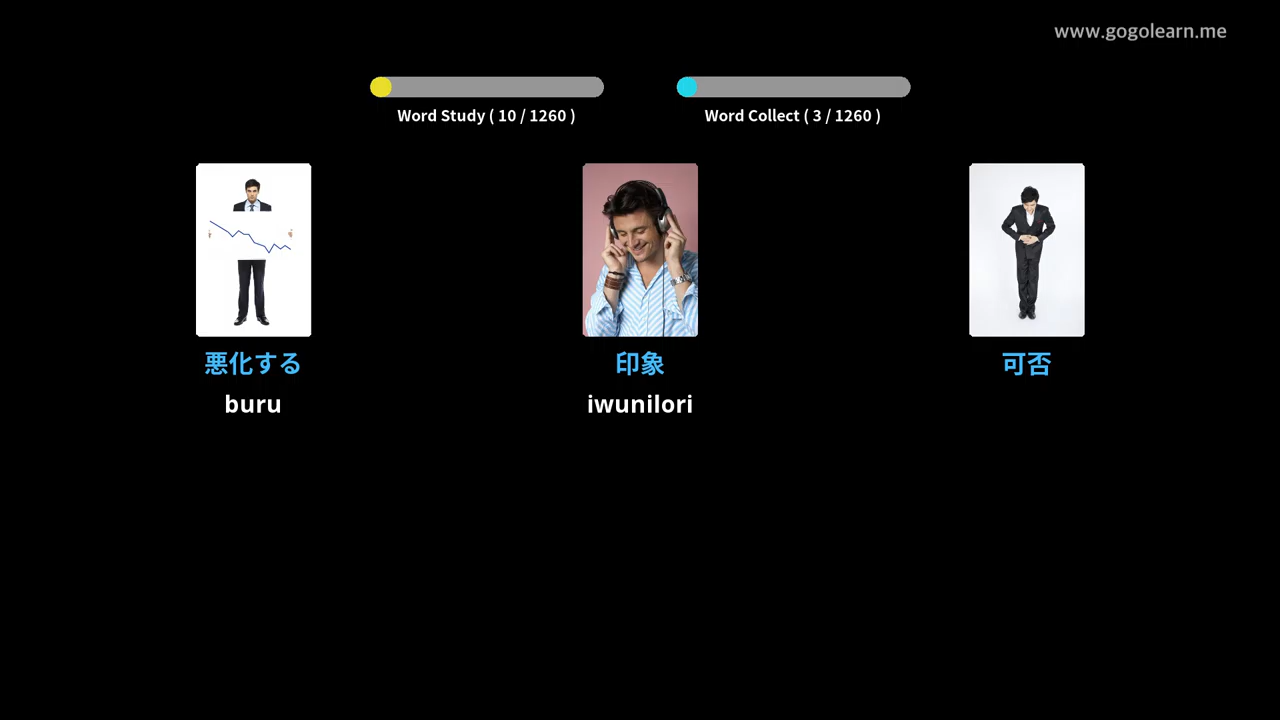 www.gogolearn.me
Word Study ( 10 / 1260 )
Word Collect ( 3 / 1260 )
悪化する
印象
可否
buru
iwunilori